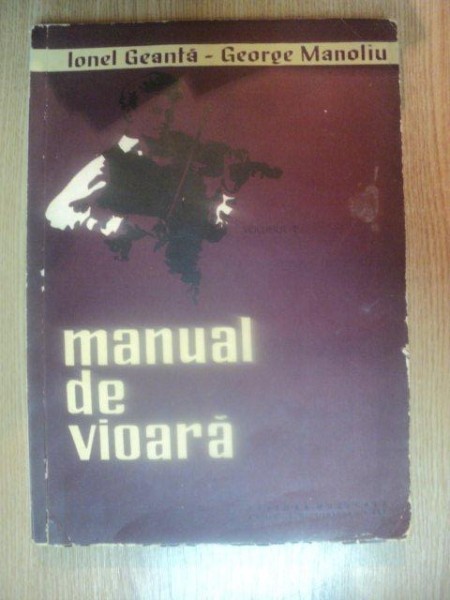 Ionel Geantă - George Manoliu
manual
de
vioară